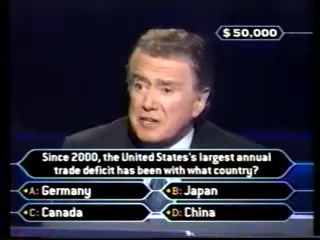 $50,000
Since 2000, the United States's largest annual
trade deficit has been with what country?
A: Germany
B: Japan
C: Canada
D: China